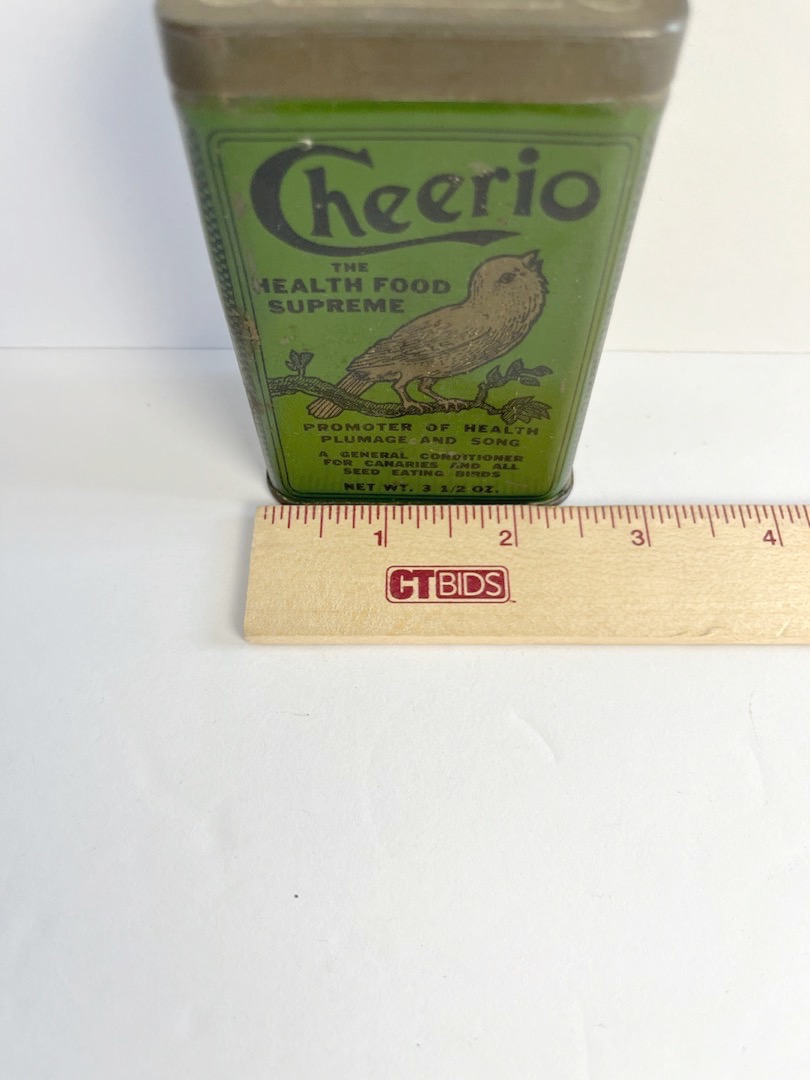 Cheerio
THE
HEALTH FOOD
SUPREME
PROMOTER OF HEALTH
PLUMAGE AND SONG
A GENERAL CONDITIONER
FOR CANARIES AND ALL
SEED EATING BIRDS
NET WT. 3 1/2 OZ.
1 2 3 4
CTBIDS